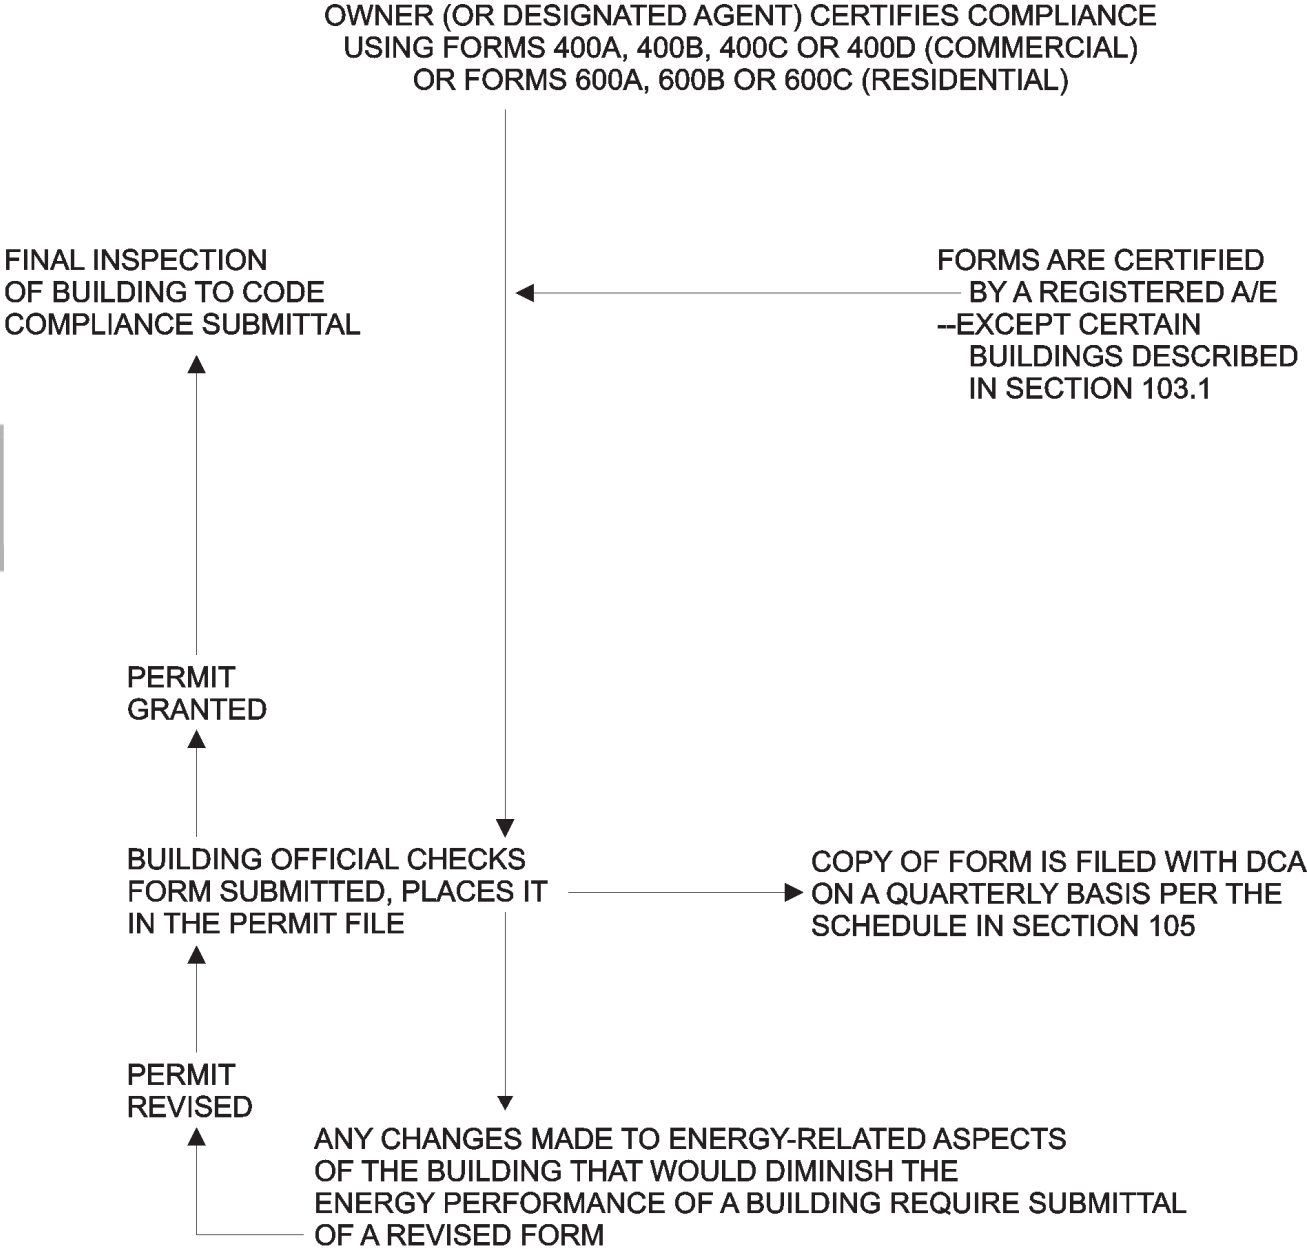 OWNER (OR DESIGNATED AGENT) CERTIFIES COMPLIANCE
USING FORMS 400A, 400B, 400C OR 400D (COMMERCIAL)
OR FORMS 600A, 600B OR 600C (RESIDENTIAL)
FINAL INSPECTION
OF BUILDING TO CODE
COMPLIANCE SUBMITTAL
FORMS ARE CERTIFIED
BY A REGISTERED A/E
--EXCEPT CERTAIN
BUILDINGS DESCRIBED
IN SECTION 103.1
PERMIT
GRANTED
BUILDING OFFICIAL CHECKS
FORM SUBMITTED, PLACES IT
IN THE PERMIT FILE
COPY OF FORM IS FILED WITH DCA
ON A QUARTERLY BASIS PER THE
SCHEDULE IN SECTION 105
PERMIT
REVISED
ANY CHANGES MADE TO ENERGY-RELATED ASPECTS
OF THE BUILDING THAT WOULD DIMINISH THE
ENERGY PERFORMANCE OF A BUILDING REQUIRE SUBMITTAL
OF A REVISED FORM